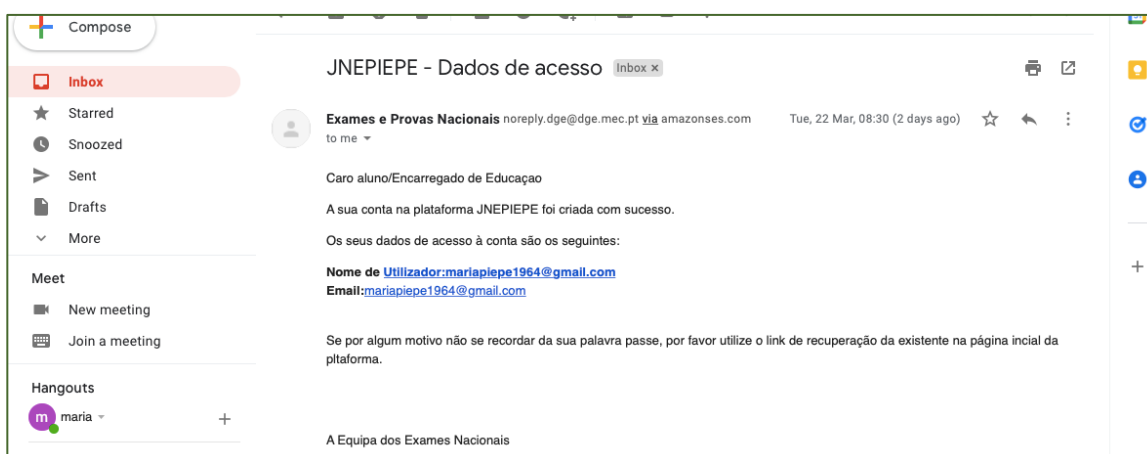 Compose
Inbox
Starred
Snoozed
Sent
Drafts
More
Meet
New meeting
Join a meeting
Hangouts
m maria
JNEPIEPE - Dados de acesso Inbox x
Exames e Provas Nacionais noreply.dge@dge.mec.pt via amazonses.com Tue, 22 Mar, 08:30 (2 days ago)
to me
Caro aluno/Encarregado de Educaçao
A sua conta na plataforma JNEPIEPE foi criada com sucesso.
Os seus dados de acesso à conta são os seguintes:
Nome de Utilizador:mariapiepe1964@gmail.com
Email:mariapiepe1964@gmail.com
Se por algum motivo não se recordar da sua palavra passe, por favor utilize o link de recuperação da existente na página incial da
pltaforma.
A Equipa dos Exames Nacionais